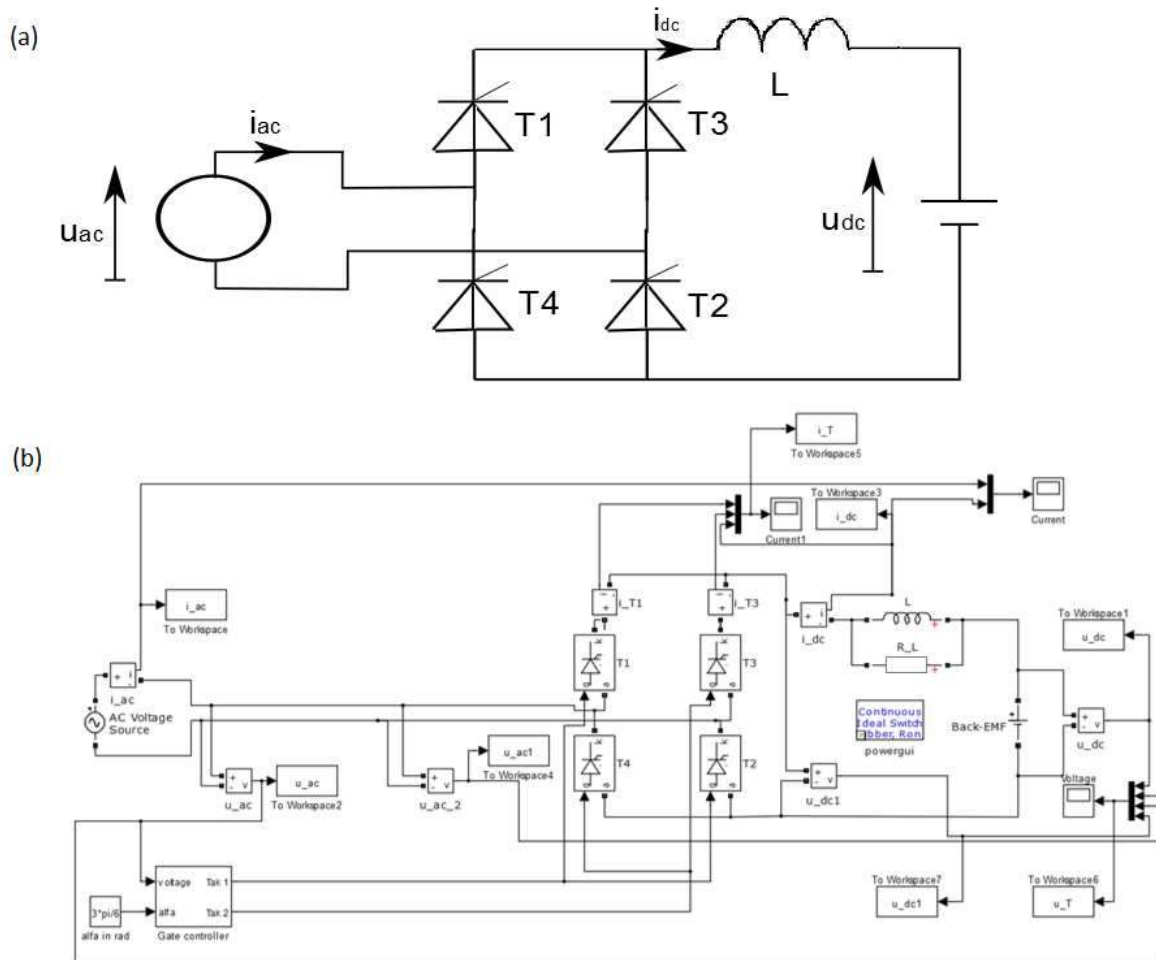 (a)
idc
L
T1
T3
iac
uac
udc
T4
T2
(b)
i_T
To Workspace5
To Workspace3
i_dc
Current1
Current
i_ac
To Workspace
i_T1
i_T3
i_dc
L
R_L
To Workspace1
u_dc
T1
T3
i_ac
AC Voltage
Source
Continuous
Ideal Switch
powergui
Back-EMF
u_dc
T4
T2
u_ac1
To Workspace4
u_ac
u_ac
To Workspace2
u_ac_2
u_dc1
Voltage
voltage
Tak 1
3*pi/6
alfa
Tak 2
alfa in rad
Gate controller
To Workspace7
u_dc1
To Workspace6
u_T